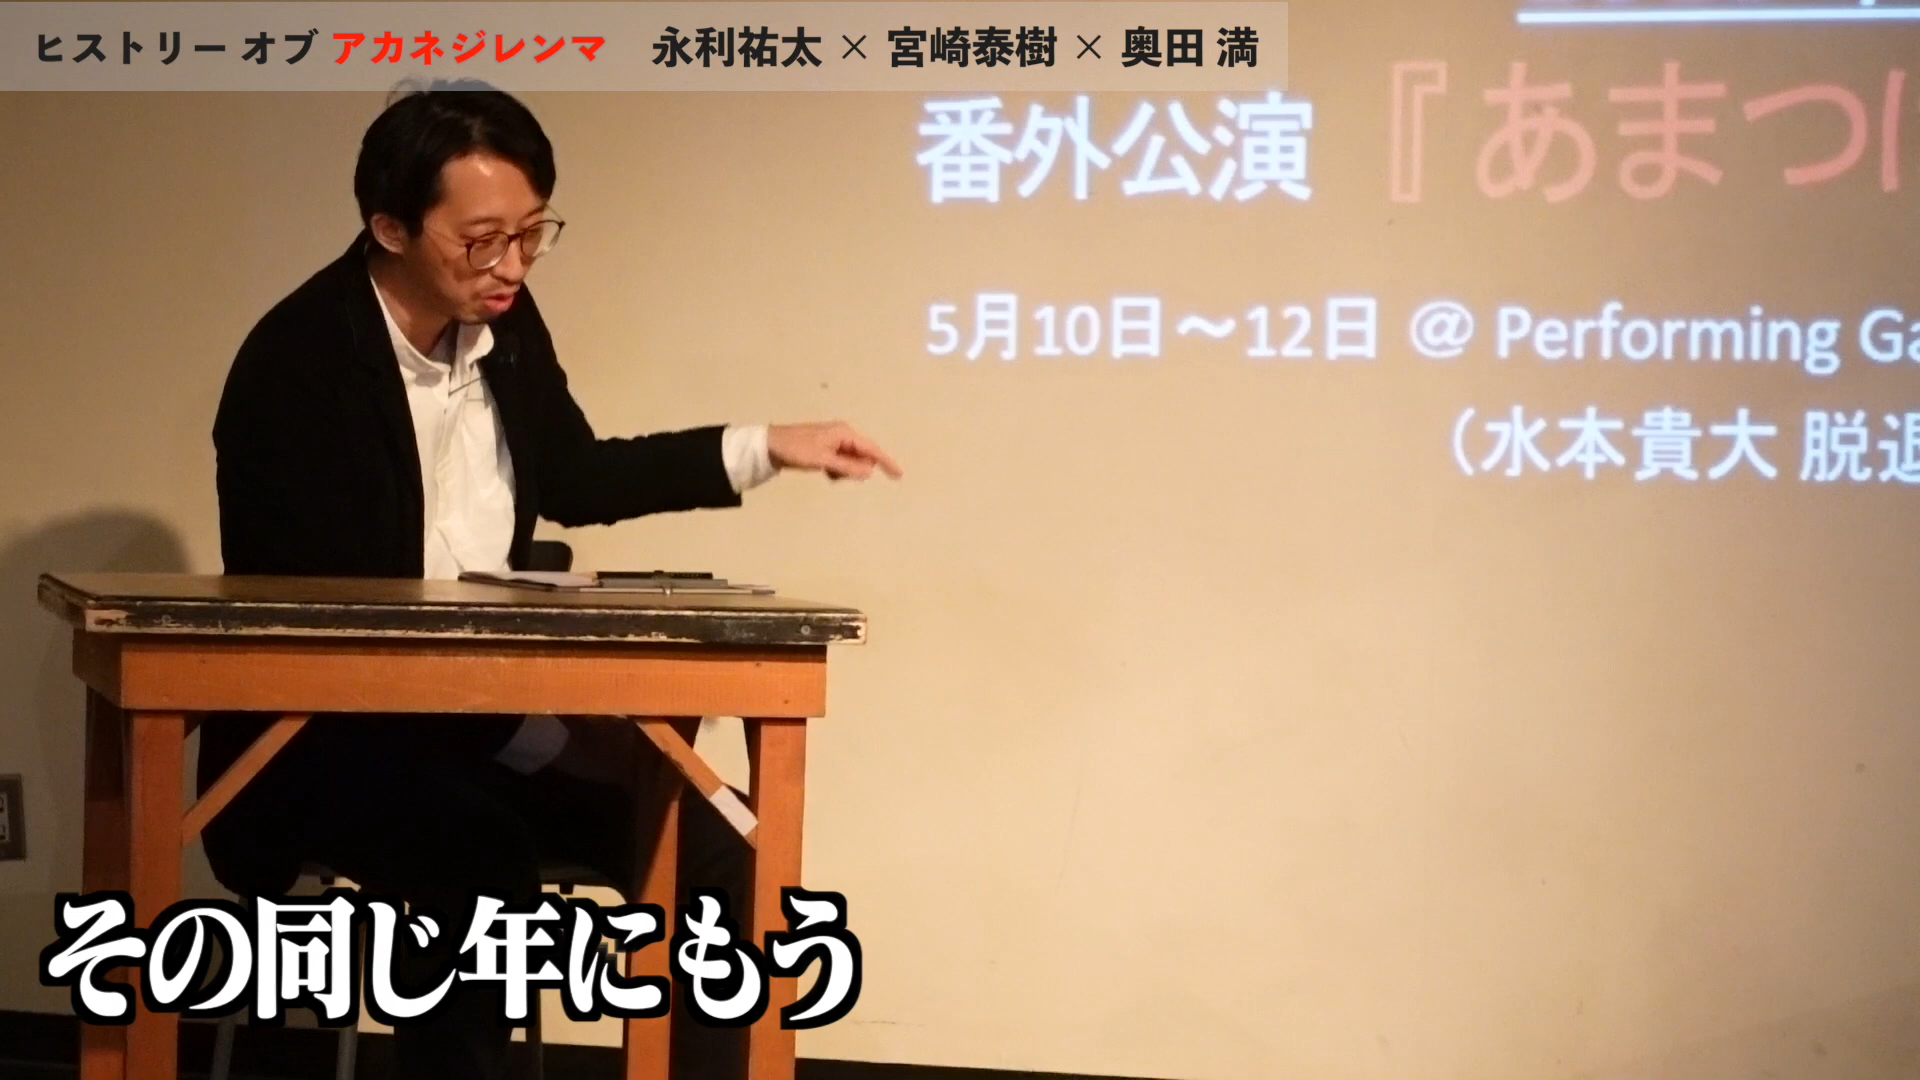 ヒストリー オブ アカネジレンマ 永利祐太 × 宮崎泰樹 × 奥田 満
番外公演『あまつ
5月10日～12日 @ Performing Ga
（水本貴大 脱退
その同じ年にもう